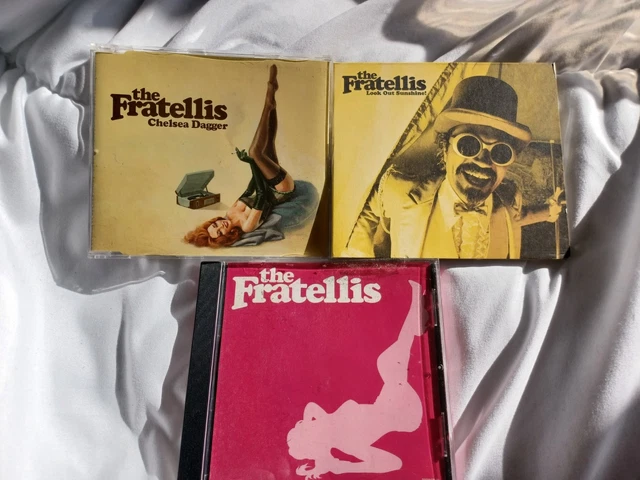 the
Fratellis
Chelsea Dagger
the
Fratellis
Look Out Sunshine!
the
Fratellis